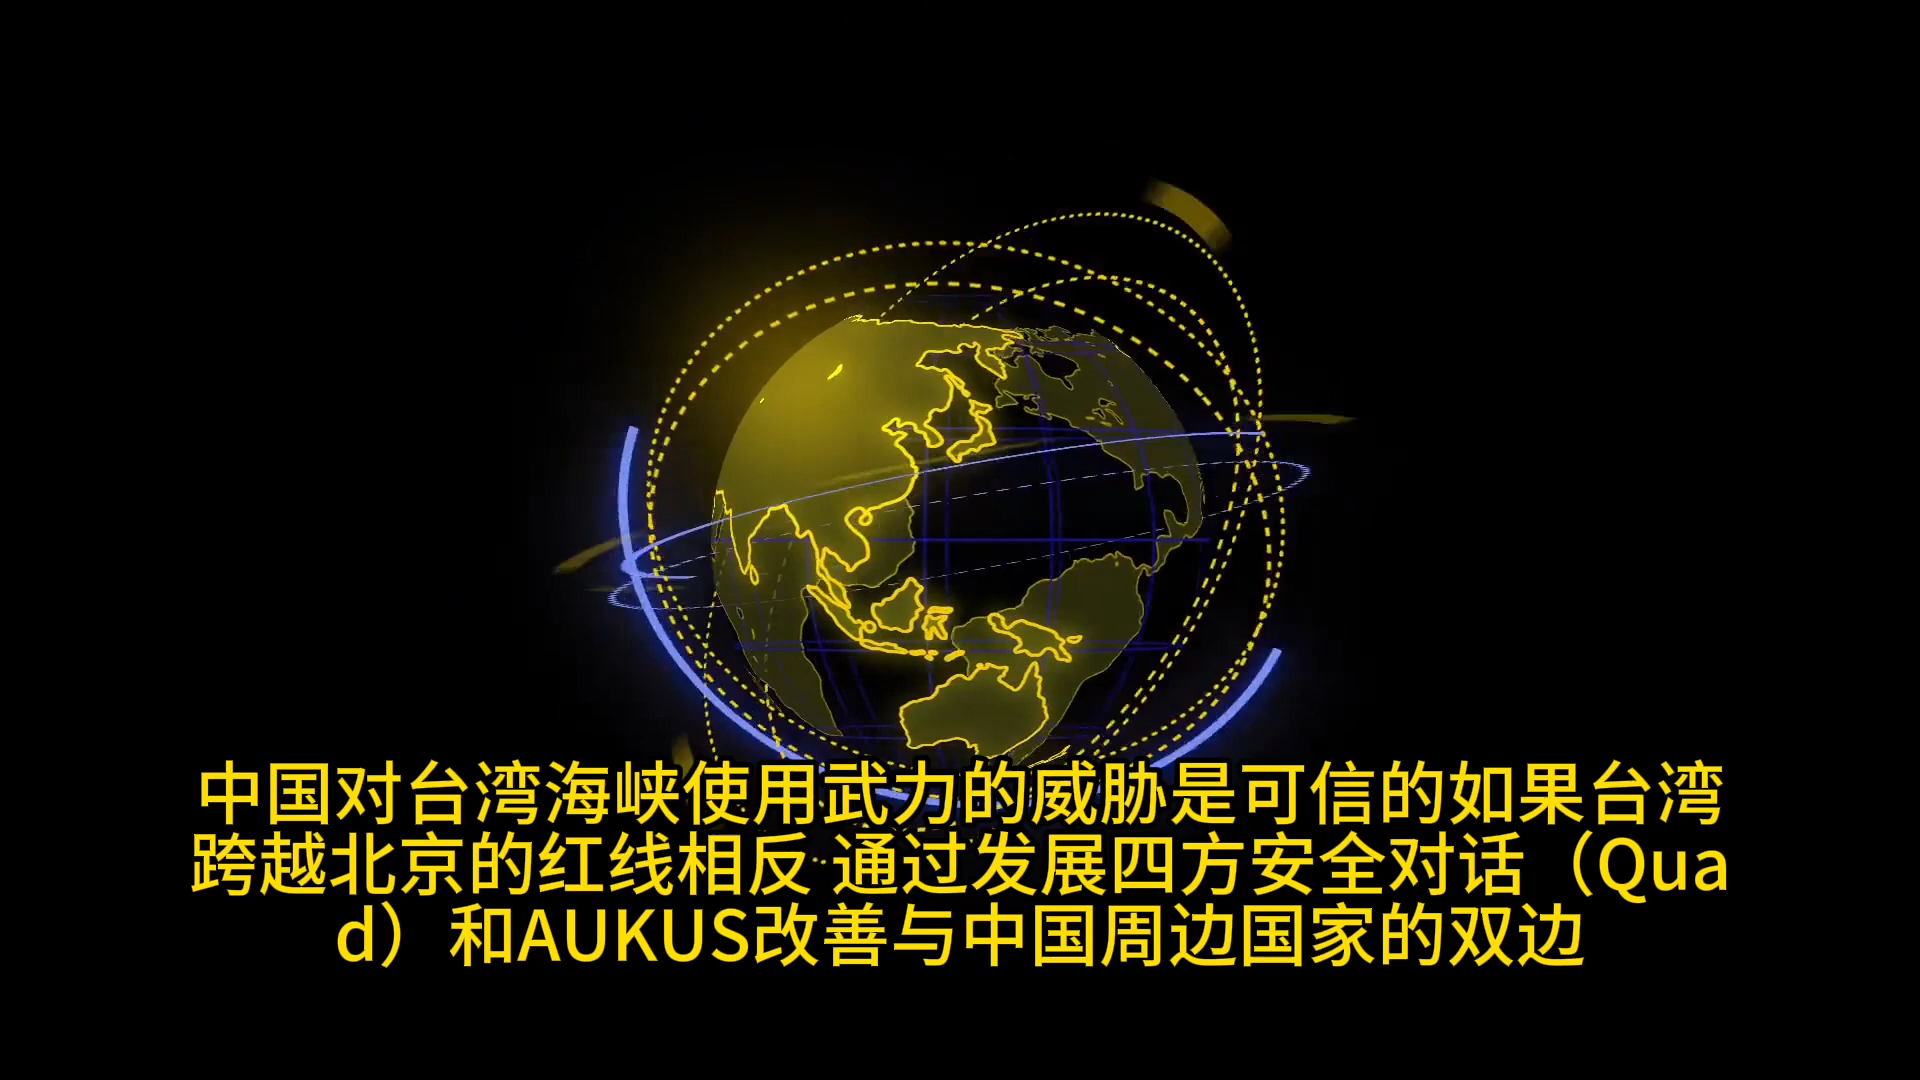 中国对台湾海峡使用武力的威胁是可信的如果台湾
跨越北京的红线相反 通过发展四方安全对话（Qua
d）和AUKUS改善与中国周边国家的双边